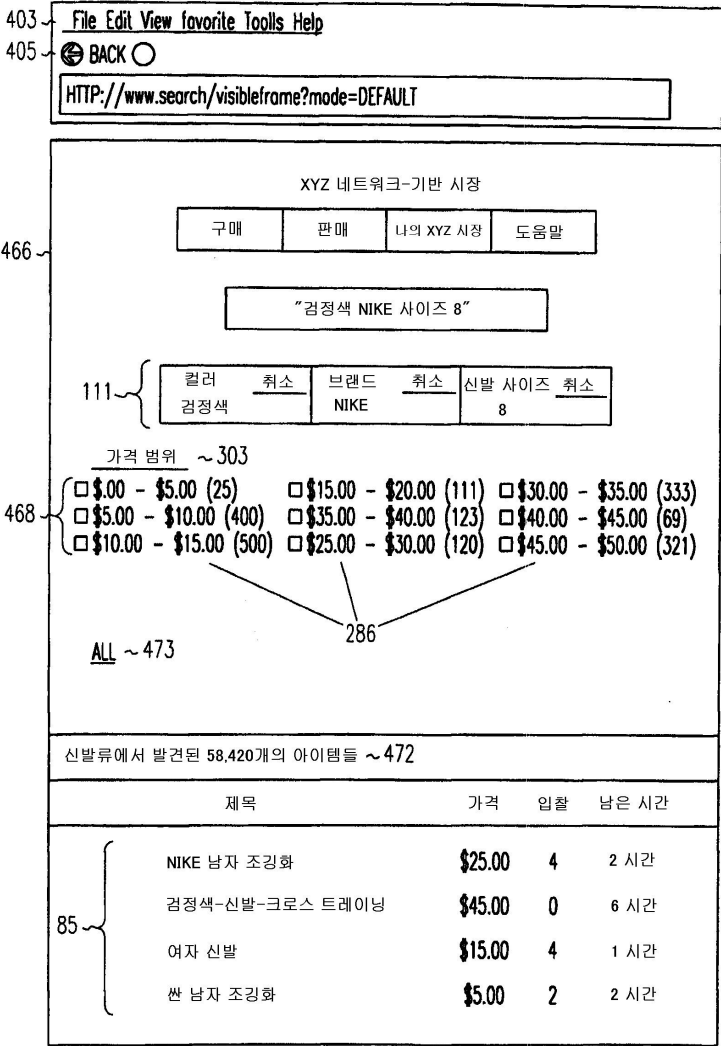 403 File Edit View favorite Toolls Help
405 BACK
HTTP://www.search/visibleframe?mode=DEFAULT
XYZ 네트워크-기반 시장
구매 판매 나의 XYZ 시장 도움말
466
"검정색 NIKE 사이즈 8"
컬러 취소 브랜드 취소 신발 사이즈 취소
111
검정색 NIKE 8
가격 범위 ~303
$.00 - $5.00 (25) $15.00 - $20.00 (111) $30.00 - $35.00 (333)
468 $5.00 - $10.00 (400) $35.00 - $40.00 (123) $40.00 - $45.00 (69)
$10.00 - $15.00 (500) $25.00 - $30.00 (120) $45.00 - $50.00 (321)
286
ALL ~473
신발류에서 발견된 58,420개의 아이템들 ~472
제목 가격 입찰 남은 시간
NIKE 남자 조깅화 $25.00 4 2 시간
검정색-신발-크로스 트레이닝 $45.00 0 6 시간
85
여자 신발 $15.00 4 1 시간
싼 남자 조깅화 $5.00 2 2 시간